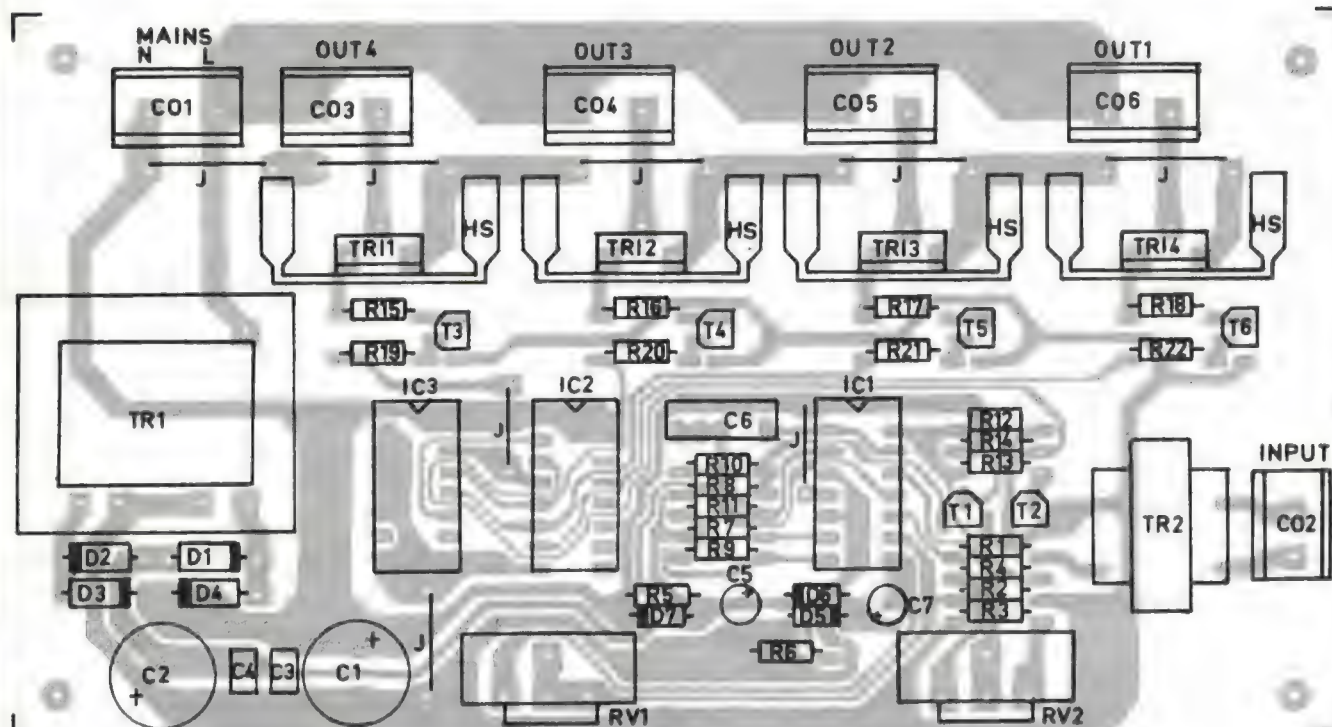 MAINS
N L OUT4 OUT3 OUT2 OUT1
CO1 CO3 CO4 CO5 CO6
J J J J J
HS HS HS HS
TRI1 TRI2 TRI3 TRI4
R15 R16 R17 R18
T3 T4 T5 T6
R19 R20 R21 R22
IC3 IC2 IC1
TR1 J C6 J R12
R14
R13
INPUT
R10
R8
R11
R7
R9
T1 T2 TR2 CO2
R1
R4
R2
R3
D2 D1
D3 D4
C5
R5 D6 C7
D7 D5
R6
J
C2 C4 C3 C1
+ +
RV1 RV2